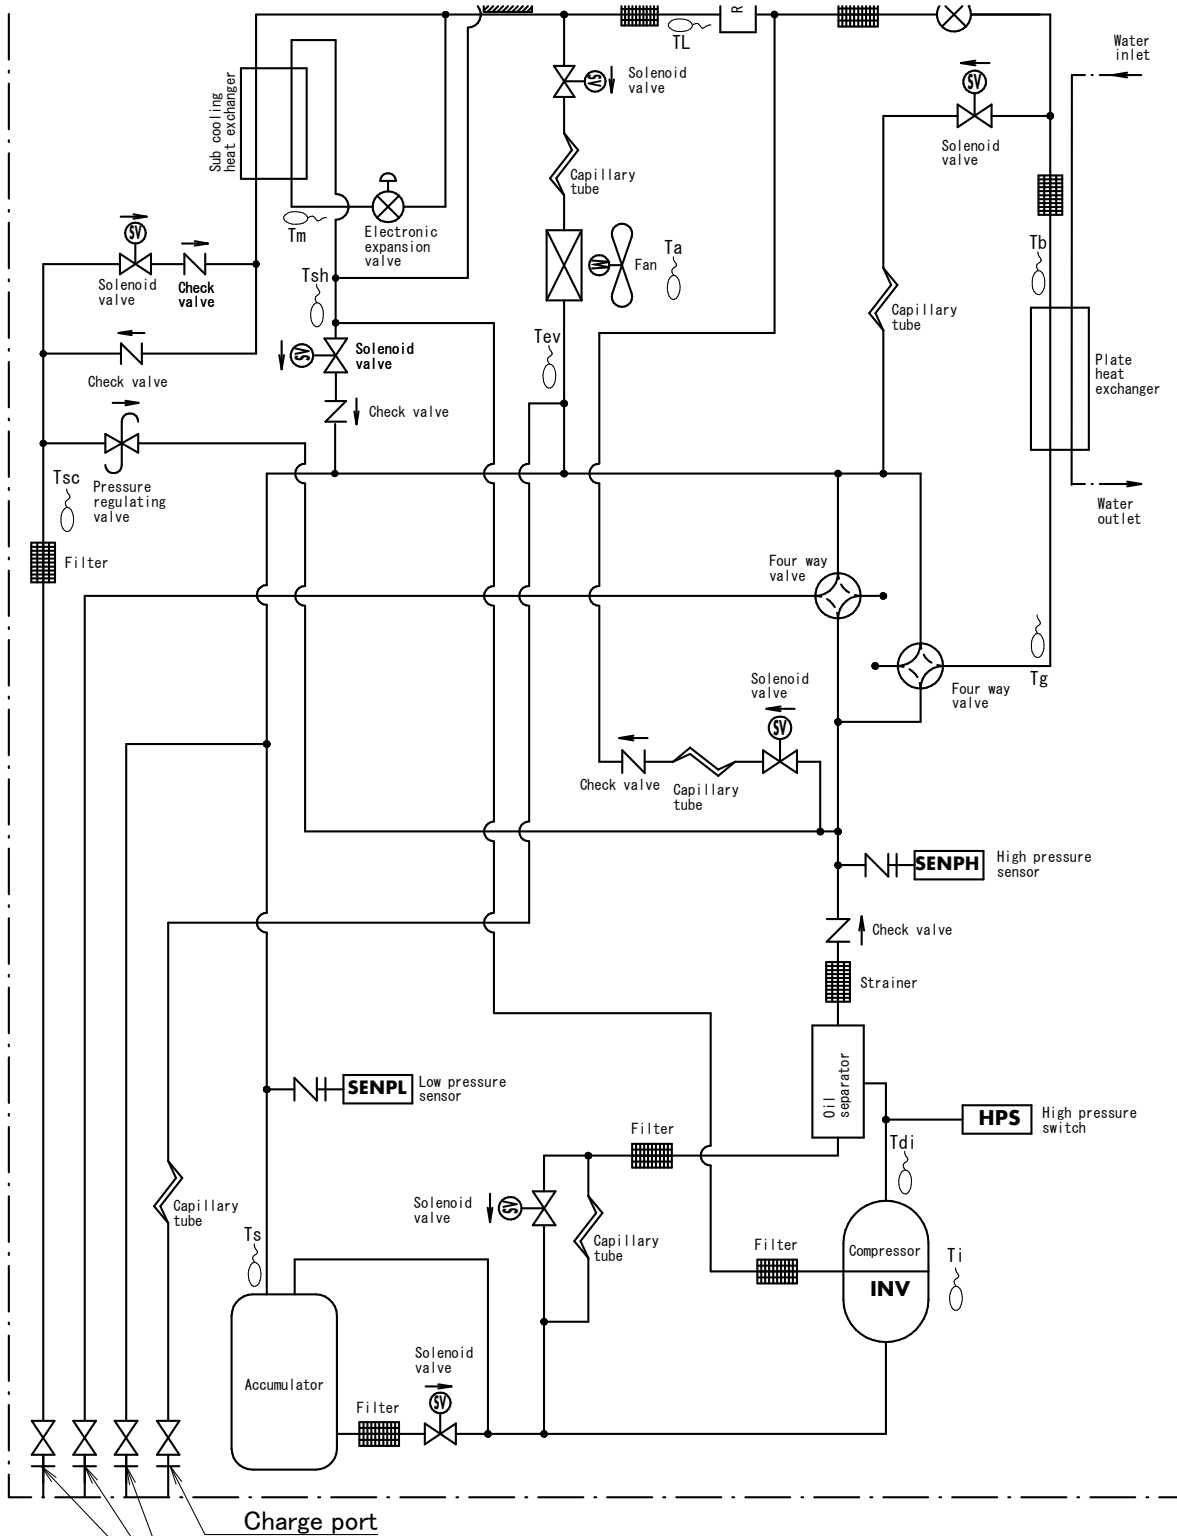 R
TL
Water
inlet
Sub cooling
heat exchanger
SV
Solenoid
valve
SV
Solenoid
valve
Capillary
tube
Tm
Electronic
expansion
valve
SV
Solenoid
valve
Check
valve
Tsh
M
Fan
Ta
Tb
Capillary
tube
Tev
SV
Solenoid
valve
Check valve
Check valve
Plate
heat
exchanger
Tsc
Pressure
regulating
valve
Water
outlet
Filter
Four way
valve
Tg
Four way
valve
Solenoid
valve
SV
Check valve
Capillary
tube
SENPH
High pressure
sensor
Check valve
Strainer
Oil
separator
SENPL
Low pressure
sensor
HPS
High pressure
switch
Filter
Tdi
Solenoid
valve
SV
Capillary
tube
Capillary
tube
Ts
Filter
Compressor
INV
Ti
Accumulator
Solenoid
valve
SV
Filter
Charge port